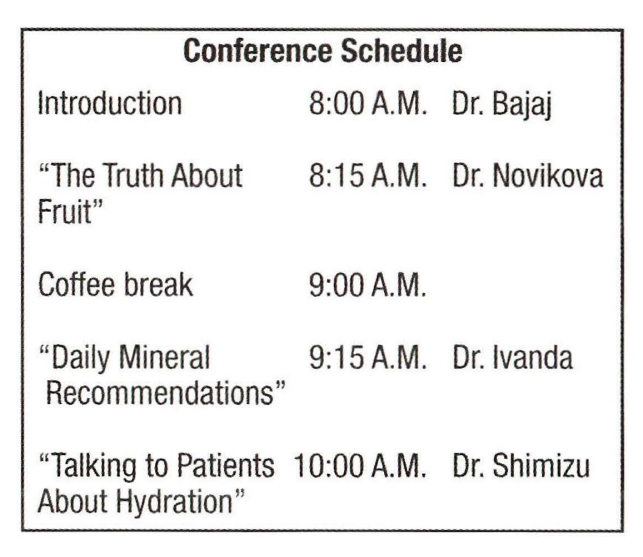 Conference Schedule
Introduction 8:00 A.M. Dr. Bajaj
“The Truth About 8:15 A.M. Dr. Novikova
Fruit”
Coffee break 9:00 A.M.
“Daily Mineral 9:15 A.M. Dr. Ivanda
Recommendations”
“Talking to Patients 10:00 A.M. Dr. Shimizu
About Hydration”